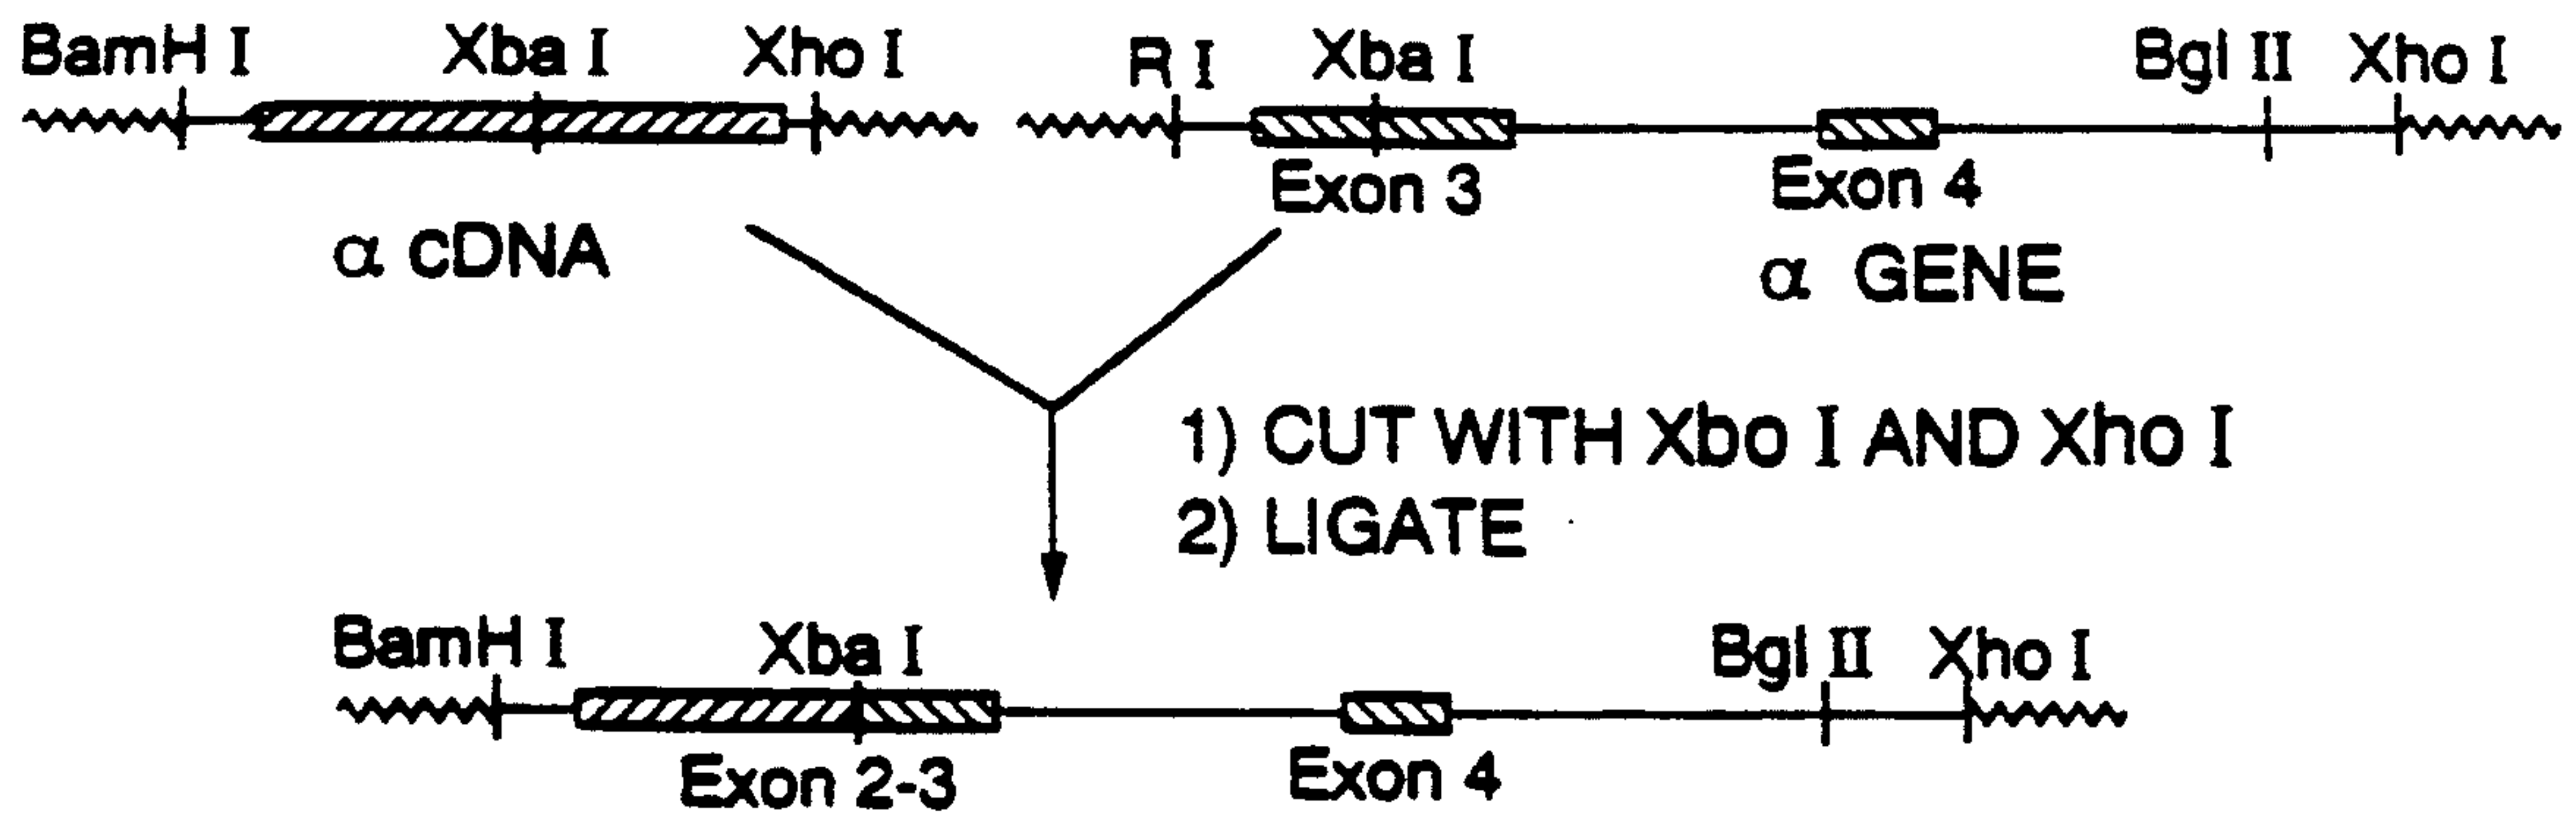 BamH I Xba I Xho I R I Xba I Bgl II Xho I
Exon 3 Exon 4
α cDNA α GENE
1) CUT WITH Xbo I AND Xho I
2) LIGATE
BamH I Xba I Bgl II Xho I
Exon 2-3 Exon 4